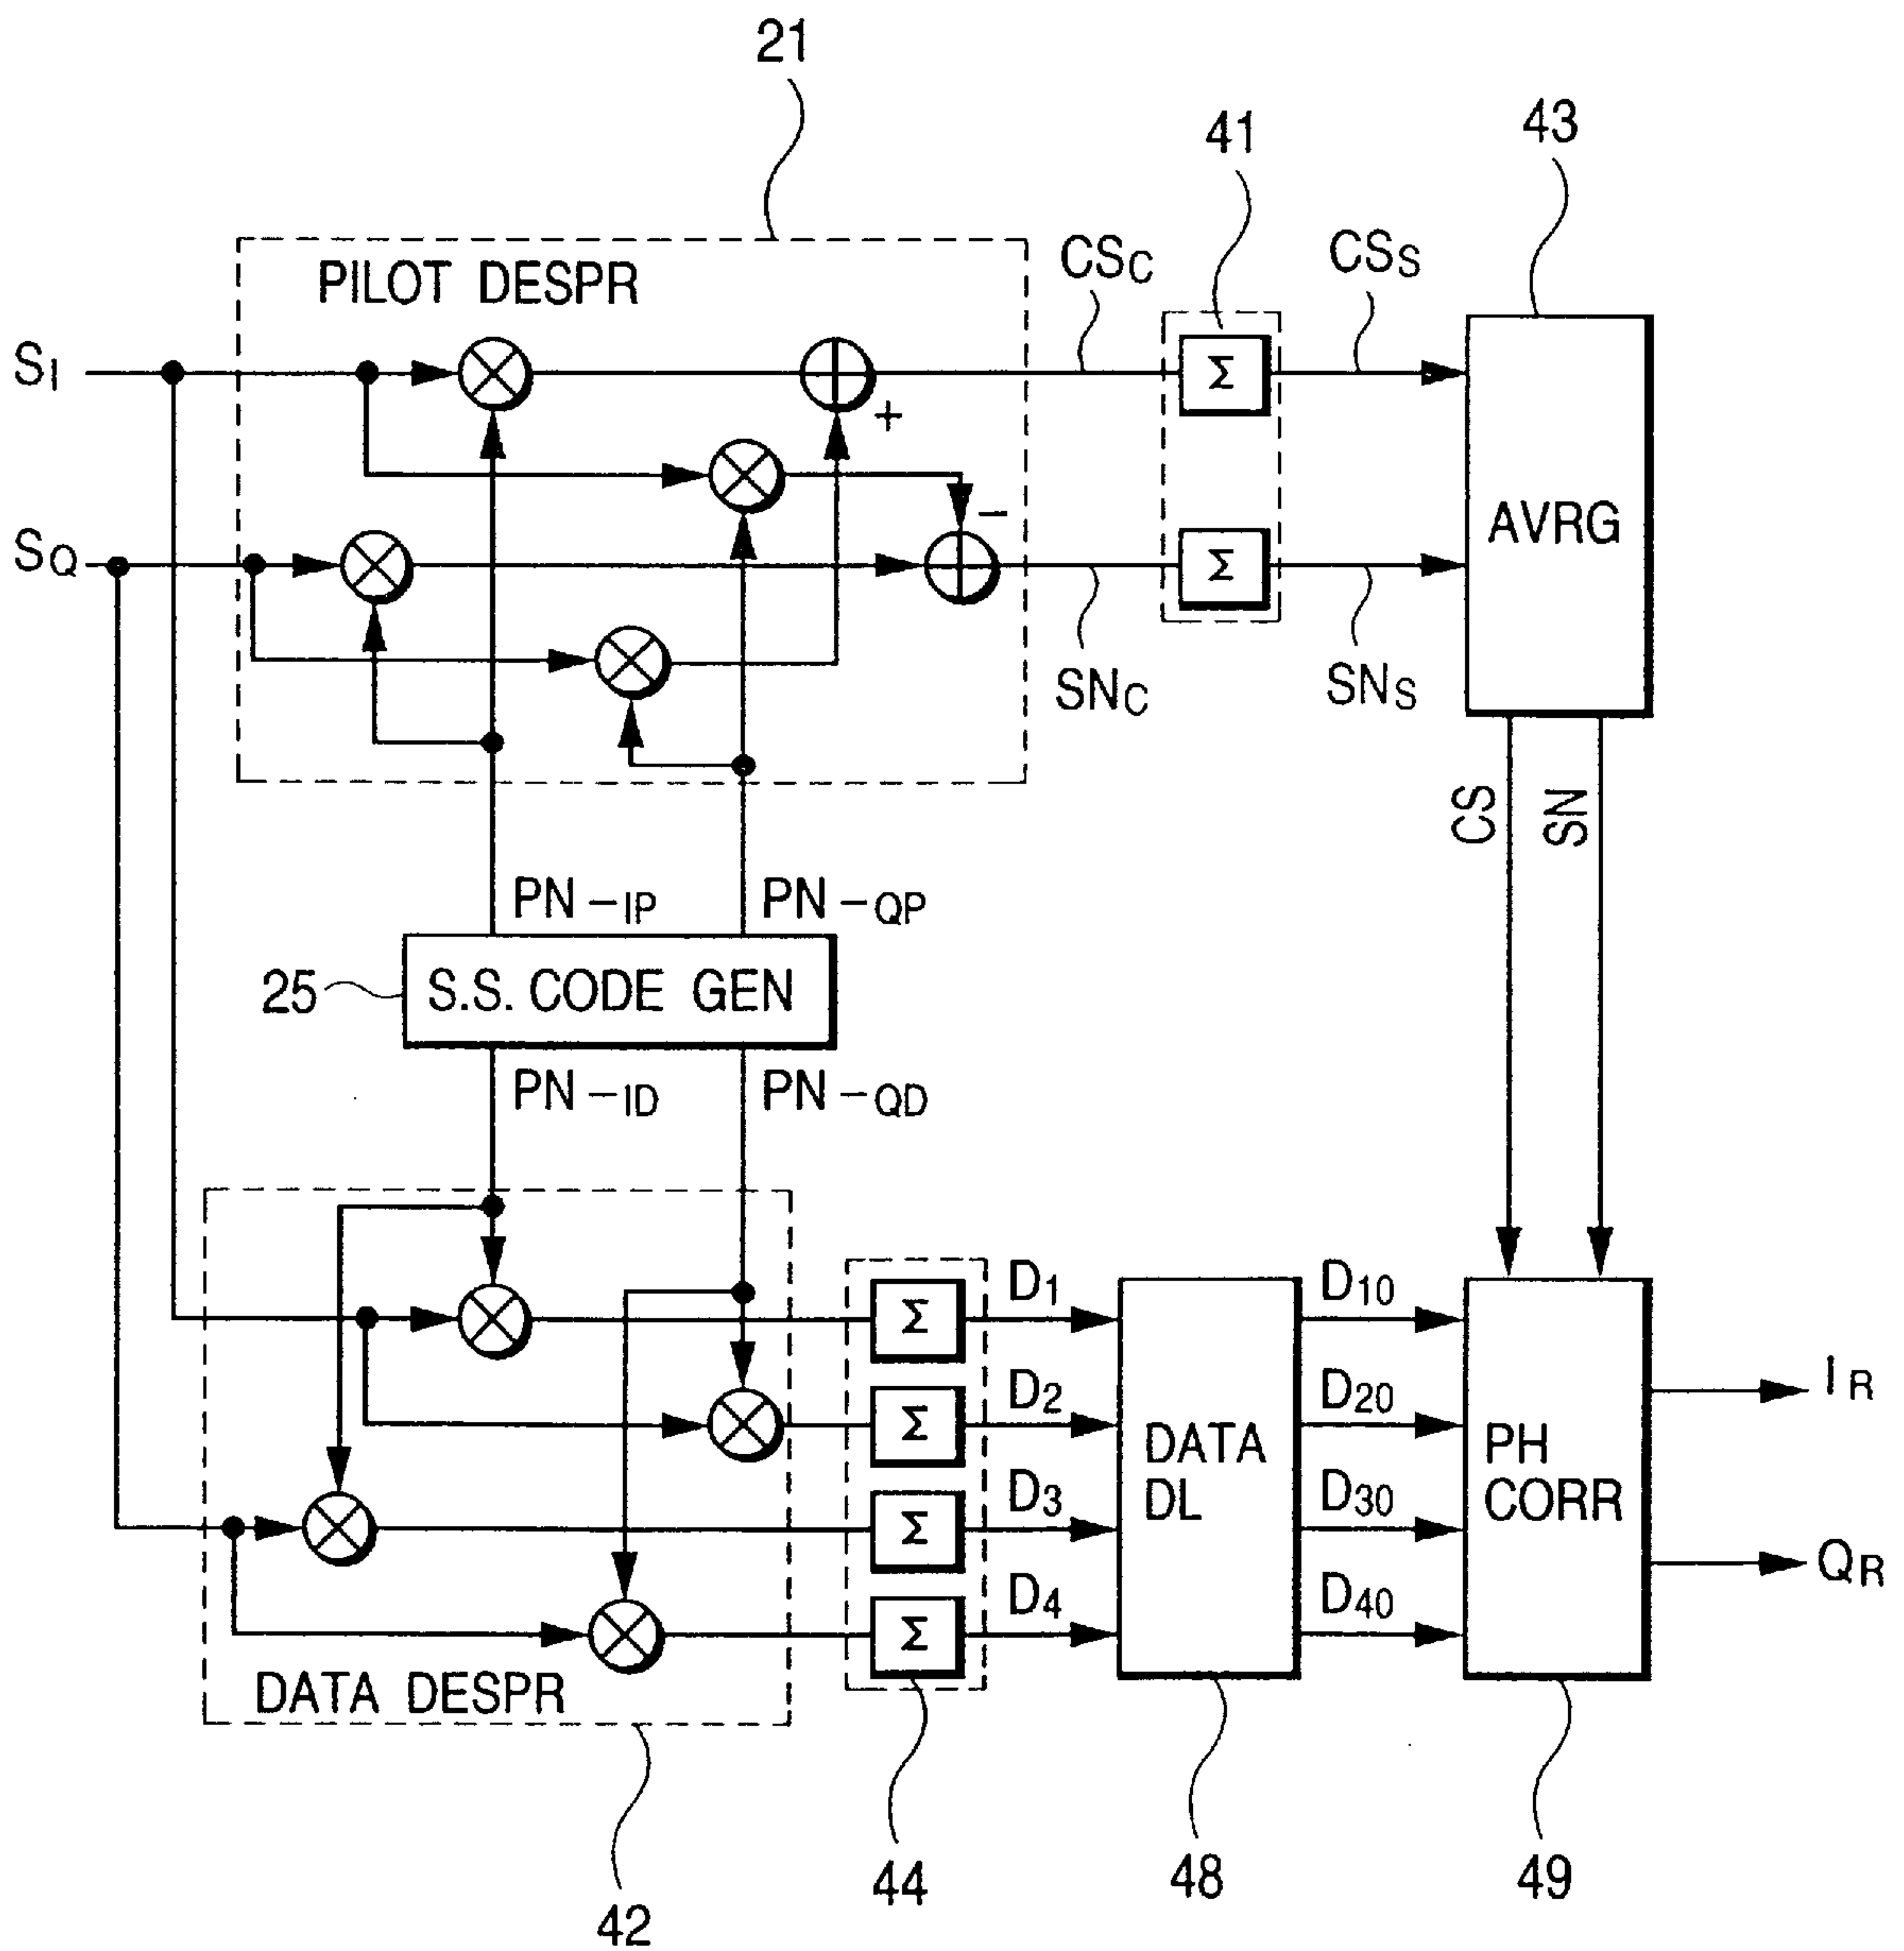 21
41
43
PILOT DESPR
CSC
CSS
SI
Σ
+
−
AVRG
SQ
Σ
SNC
SNS
CS
SN
PN-IP
PN-QP
25
S.S. CODE GEN
PN-ID
PN-QD
Σ
D1
D10
Σ
D2
D20
IR
DATA DL
PH CORR
Σ
D3
D30
QR
Σ
D4
D40
DATA DESPR
42
44
48
49